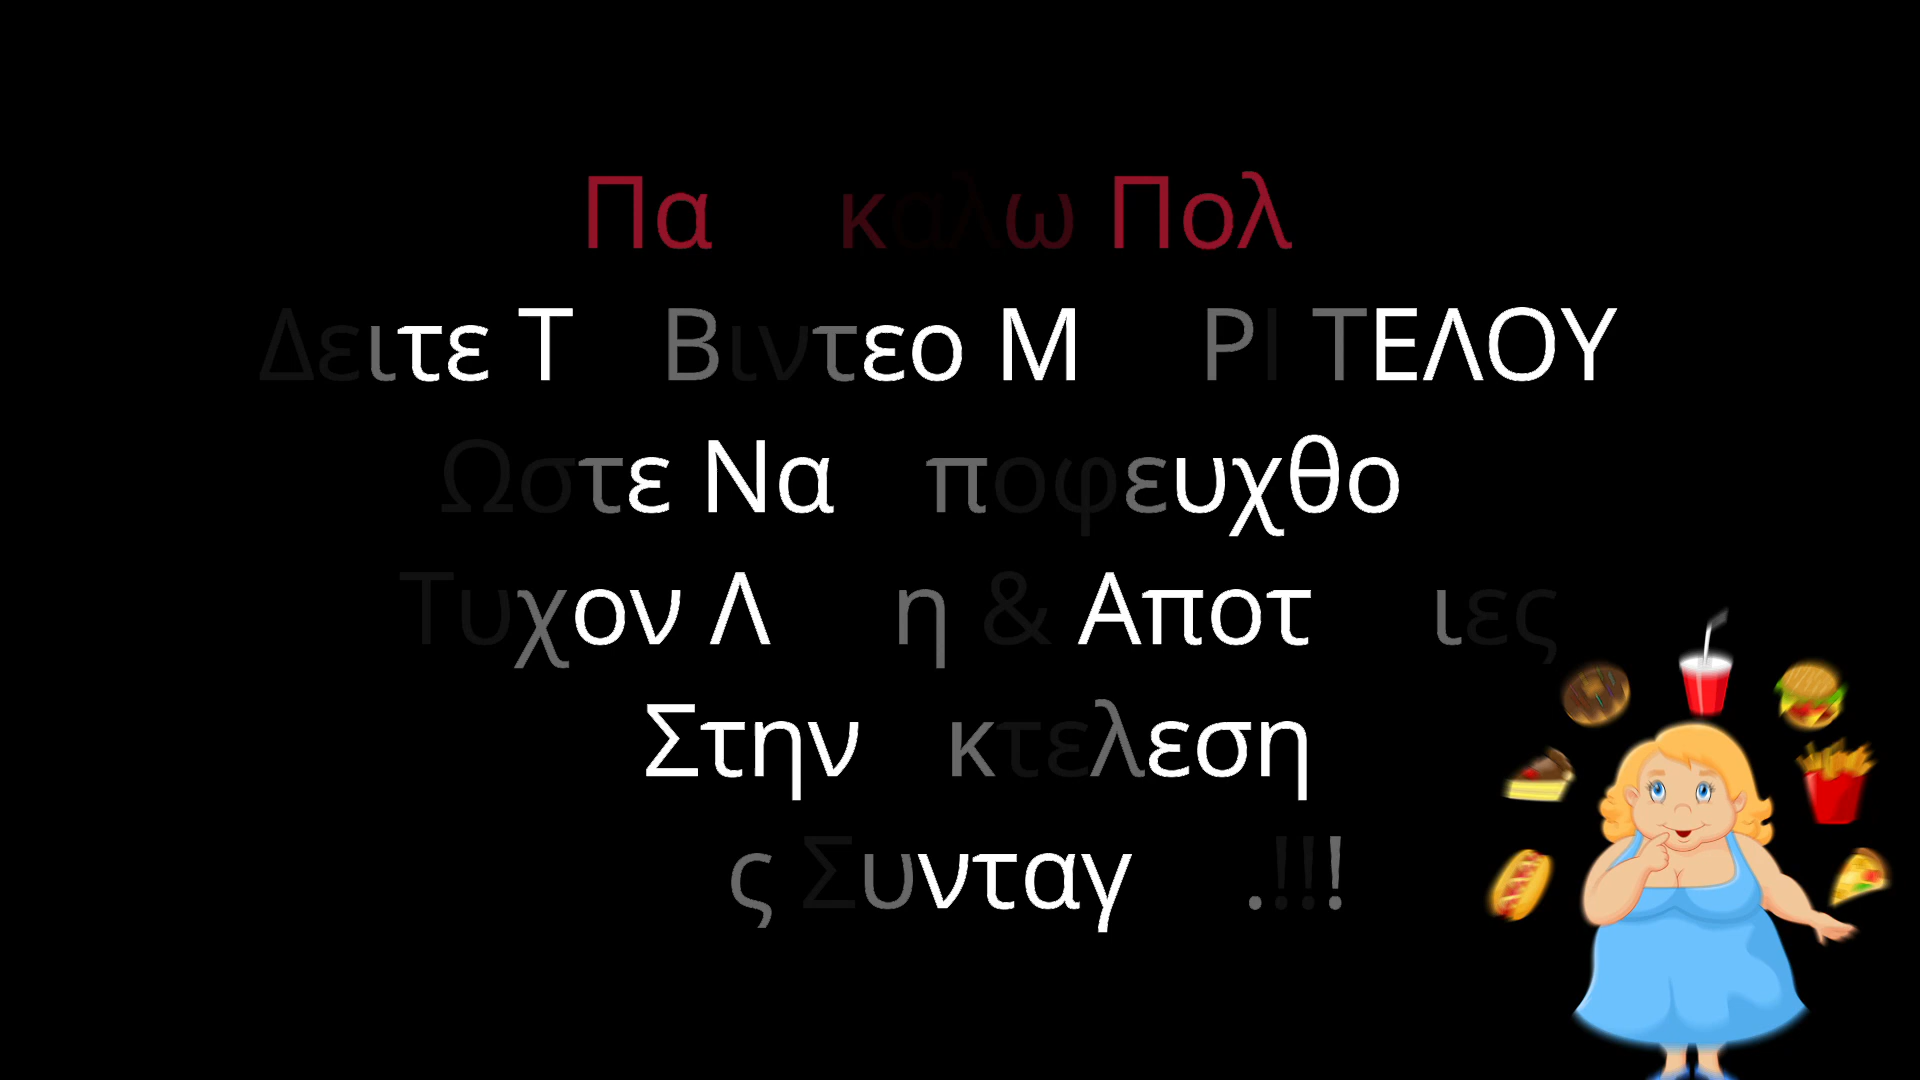 Πα καλω Πολ
Δειτε Τ Βιντεο Μ ΡΙ ΤΕΛΟΥ
Ωστε Να ποφευχθο
Τυχον Λ η & Αποτ ιες
Στην κτελεση
ς Συνταγ .!!!